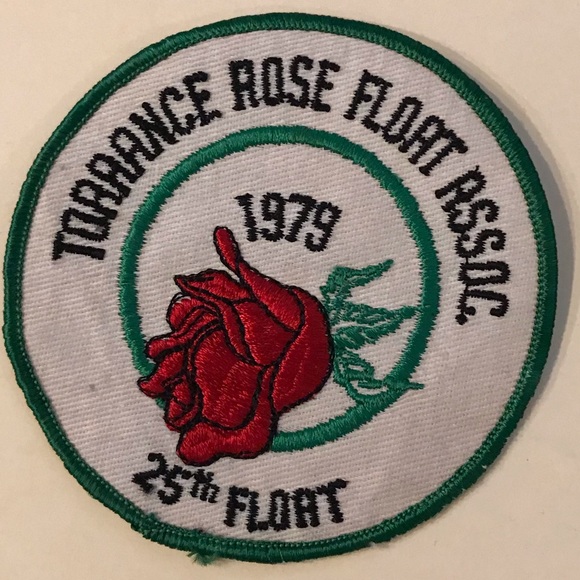 TORRANCE ROSE FLOAT ASSOC.
1979
25th FLOAT